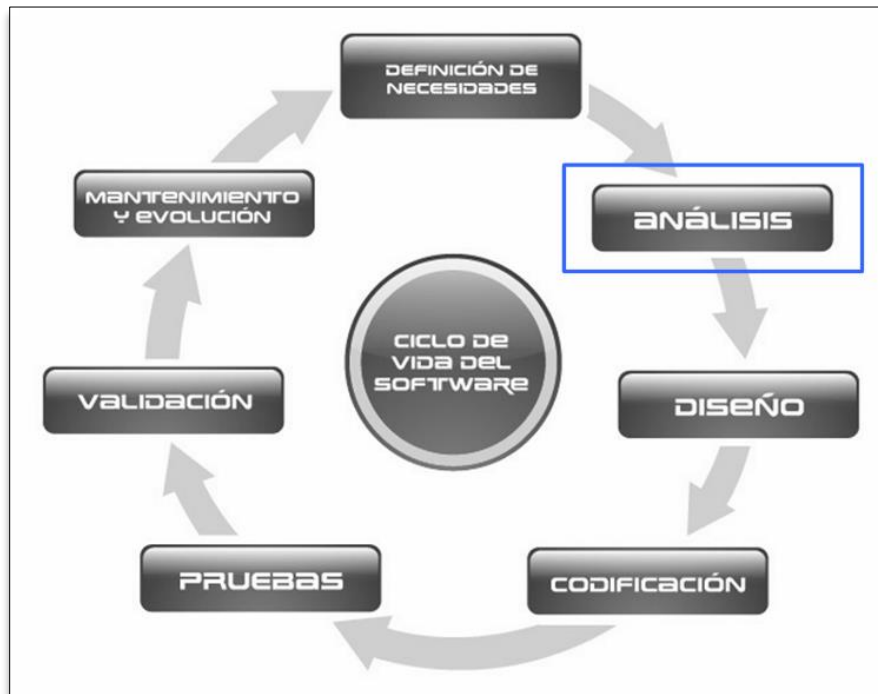 DEFINICIÓN DE
NECESIDADES
ANÁLISIS
DISEÑO
CODIFICACIÓN
PRUEBAS
VALIDACIÓN
MANTENIMIENTO
Y EVOLUCIÓN
CICLO DE
VIDA DEL
SOFTWARE